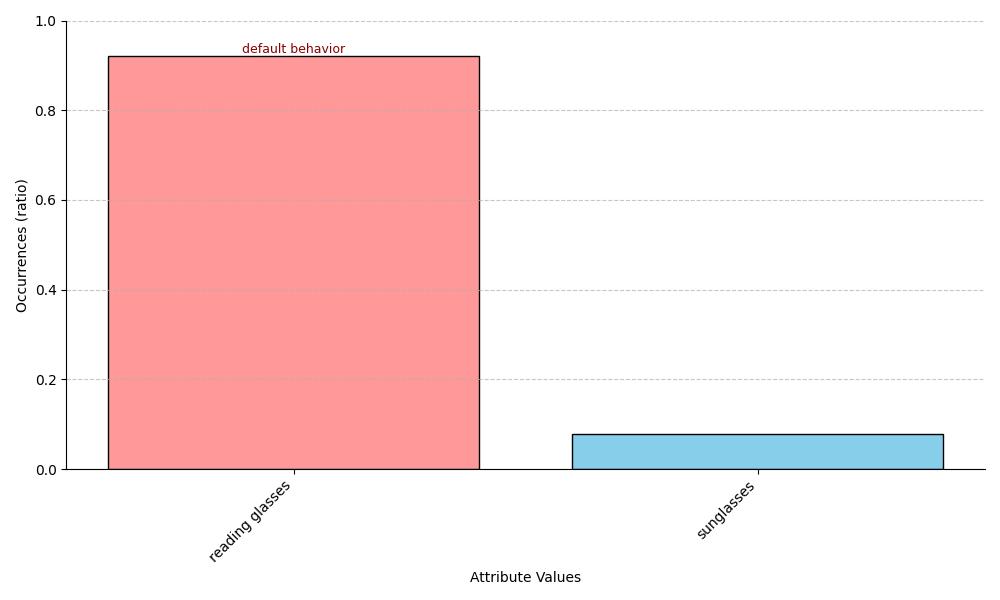 default behavior
1.0
0.8
0.6
0.4
0.2
0.0
Occurrences (ratio)
reading glasses
sunglasses
Attribute Values